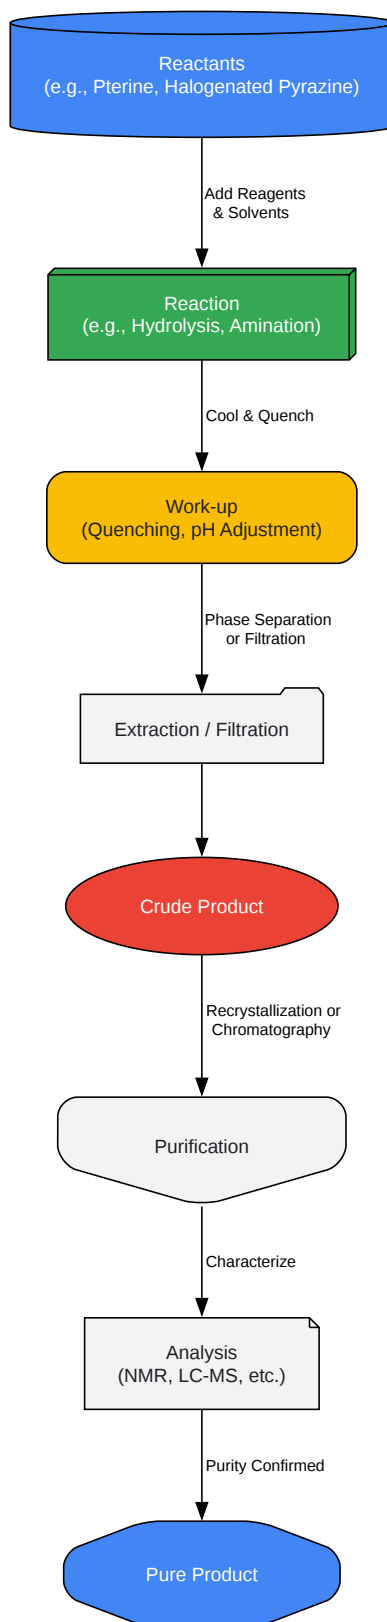 Reactants
(e.g., Pterine, Halogenated Pyrazine)
Add Reagents
& Solvents
Reaction
(e.g., Hydrolysis, Amination)
Cool & Quench
Work-up
(Quenching, pH Adjustment)
Phase Separation
or Filtration
Extraction / Filtration
Crude Product
Recrystallization or
Chromatography
Purification
Characterize
Analysis
(NMR, LC-MS, etc.)
Purity Confirmed
Pure Product